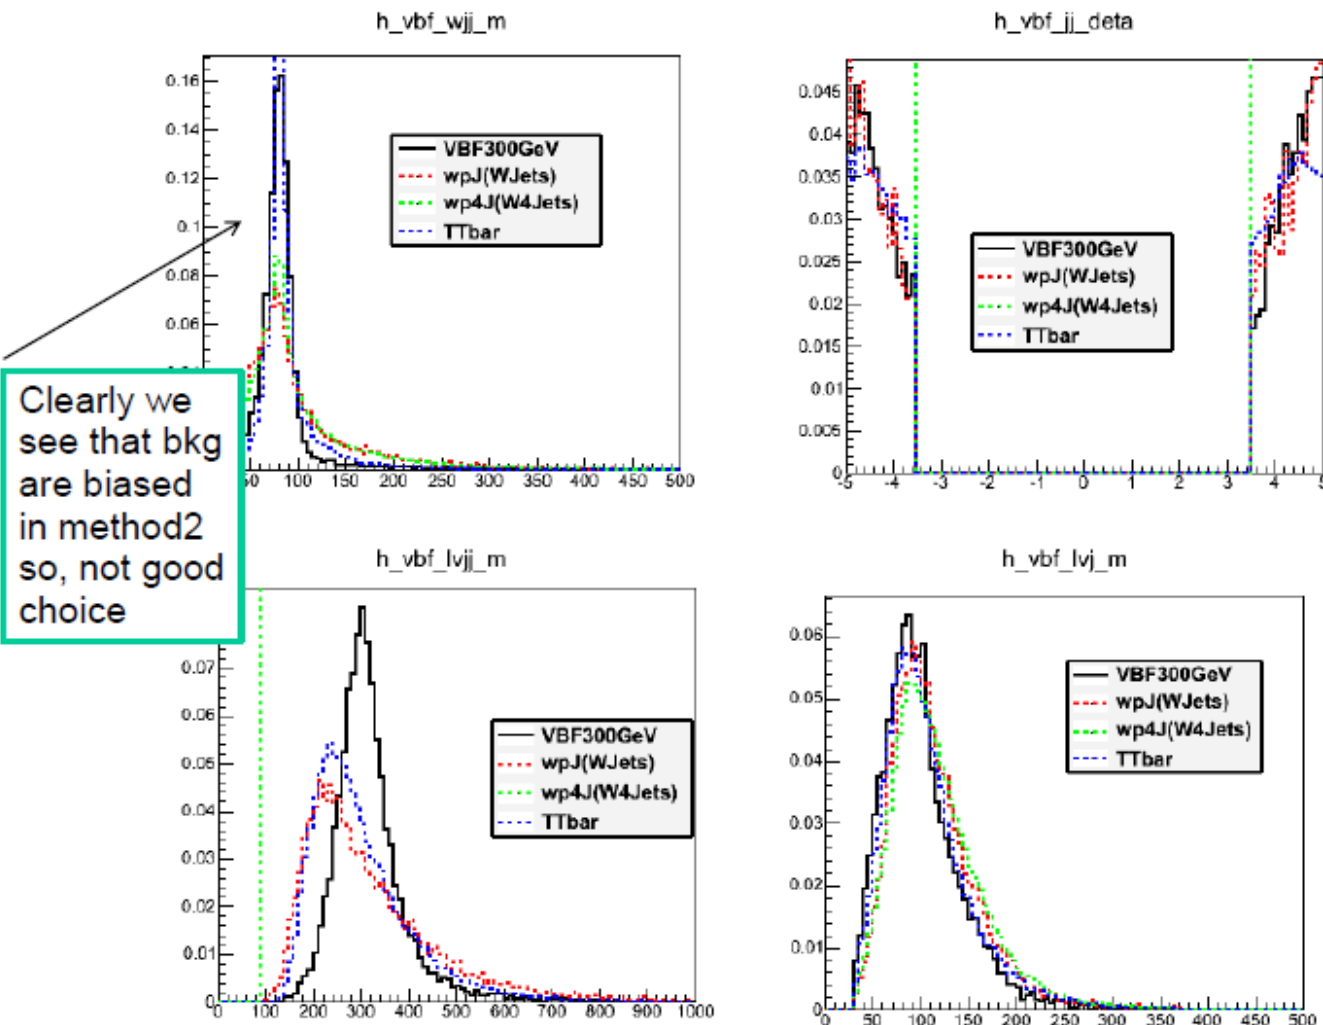 h_vbf_wjj_m
0.16
0.14
0.12
0.1
0.08
0.06
VBF300GeV
wpJ(WJets)
wp4J(W4Jets)
TTbar
100 150 200 250 300 350 400 450 500
h_vbf_jj_deta
0.045
0.04
0.035
0.03
0.025
0.02
0.015
0.01
0.005
0
VBF300GeV
wpJ(WJets)
wp4J(W4Jets)
TTbar
-5 -4 -3 -2 -1 0 1 2 3 4
Clearly we
see that bkg
are biased
in method2
so, not good
choice
h_vbf_lvjj_m
0.07
0.06
0.05
0.04
0.03
0.02
0.01
0
VBF300GeV
wpJ(WJets)
wp4J(W4Jets)
TTbar
0 100 200 300 400 500 600 700 800 900 1000
h_vbf_lvj_m
0.06
0.05
0.04
0.03
0.02
0.01
0
VBF300GeV
wpJ(WJets)
wp4J(W4Jets)
TTbar
0 50 100 150 200 250 300 350 400 450 500